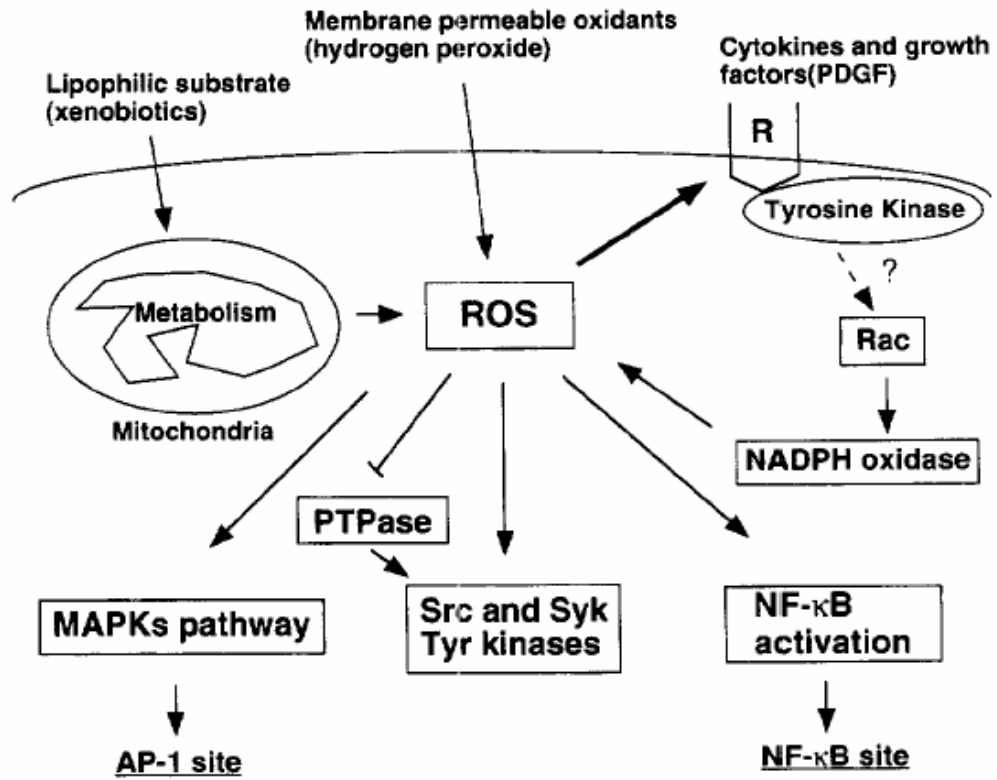 Membrane permeable oxidants
(hydrogen peroxide)
Cytokines and growth
factors(PDGF)
Lipophilic substrate
(xenobiotics)
R
Tyrosine Kinase
?
Metabolism
ROS
Rac
Mitochondria
NADPH oxidase
PTPase
MAPKs pathway
Src and Syk
Tyr kinases
NF-κB
activation
AP-1 site
NF-κB site